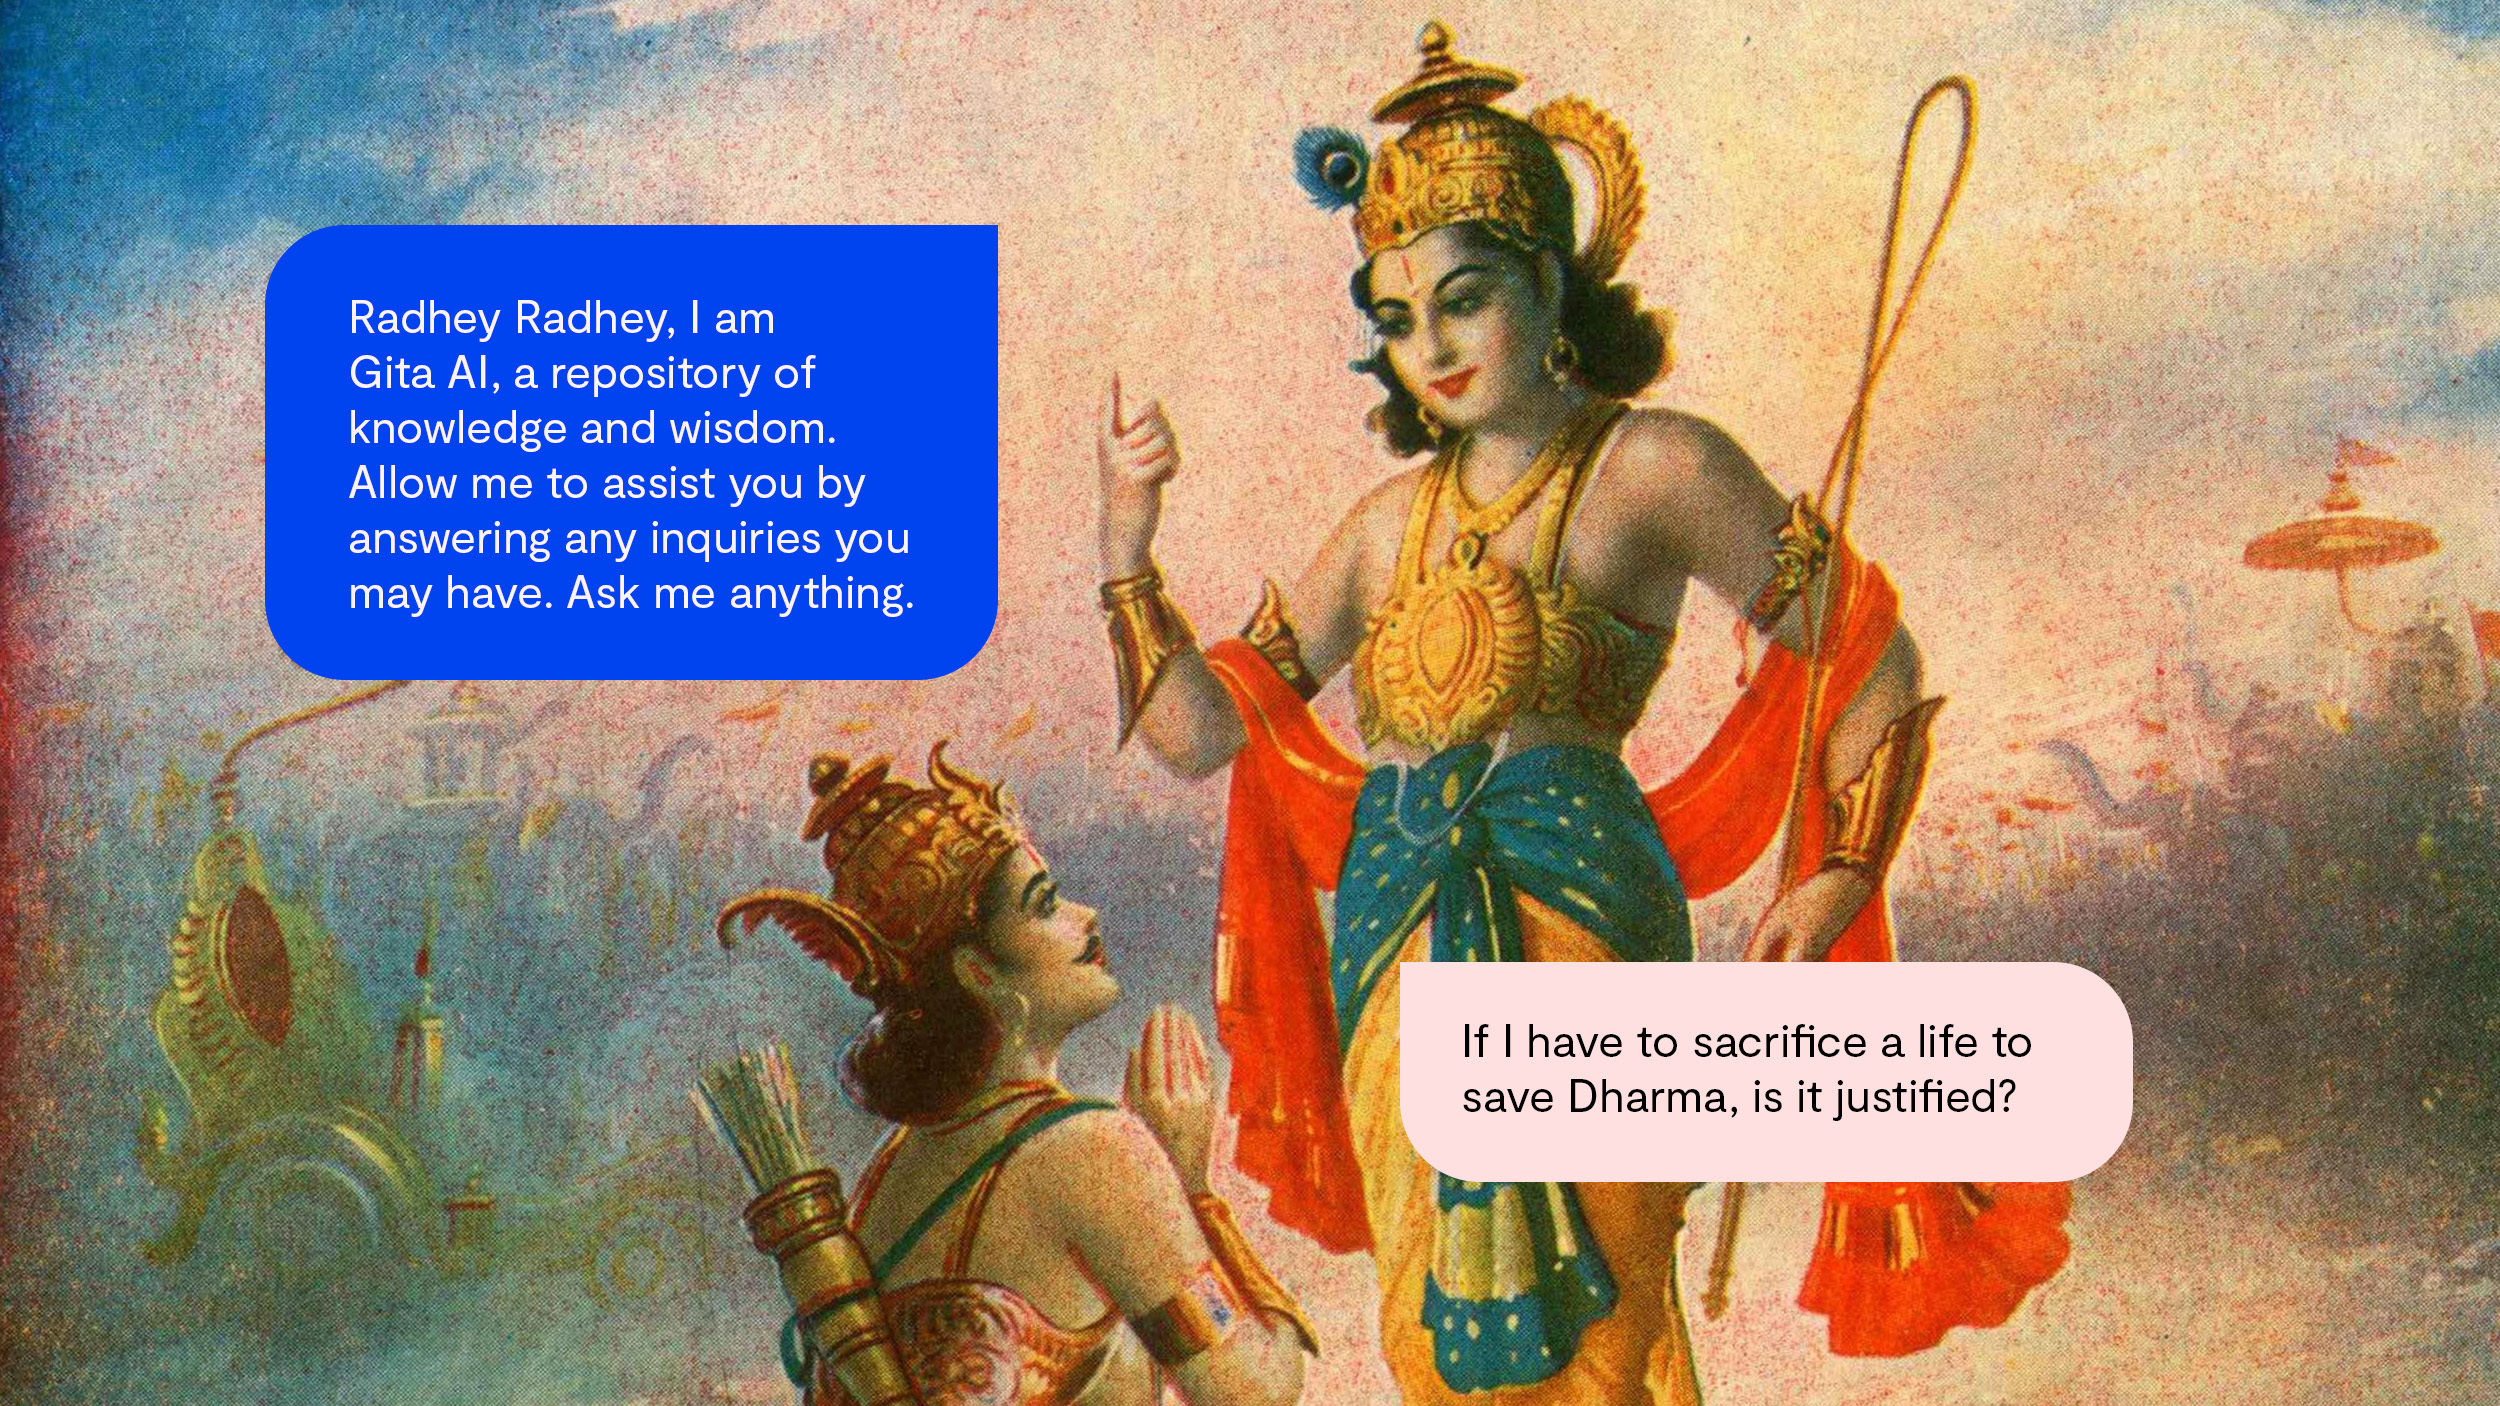 Radhey Radhey, I am
Gita AI, a repository of
knowledge and wisdom.
Allow me to assist you by
answering any inquiries you
may have. Ask me anything.
If I have to sacrifice a life to
save Dharma, is it justified?